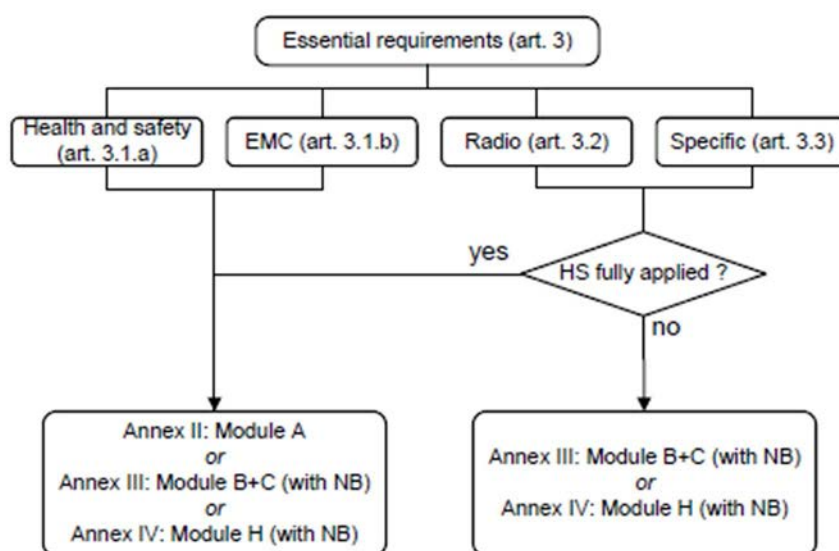 Essential requirements (art. 3)
Health and safety
(art. 3.1.a)
EMC (art. 3.1.b)
Radio (art. 3.2)
Specific (art. 3.3)
yes
HS fully applied ?
no
Annex II: Module A
or
Annex III: Module B+C (with NB)
or
Annex IV: Module H (with NB)
Annex III: Module B+C (with NB)
or
Annex IV: Module H (with NB)